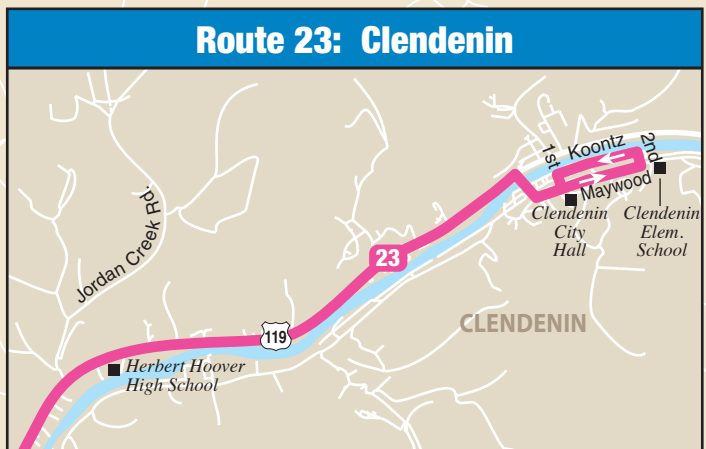 Route 23: Clendenin
1st
Koontz
2nd
Maywood
Clendenin
City
Hall
Clendenin
Elem.
School
Jordan Creek Rd.
23
CLENDENIN
119
Herbert Hoover
High School